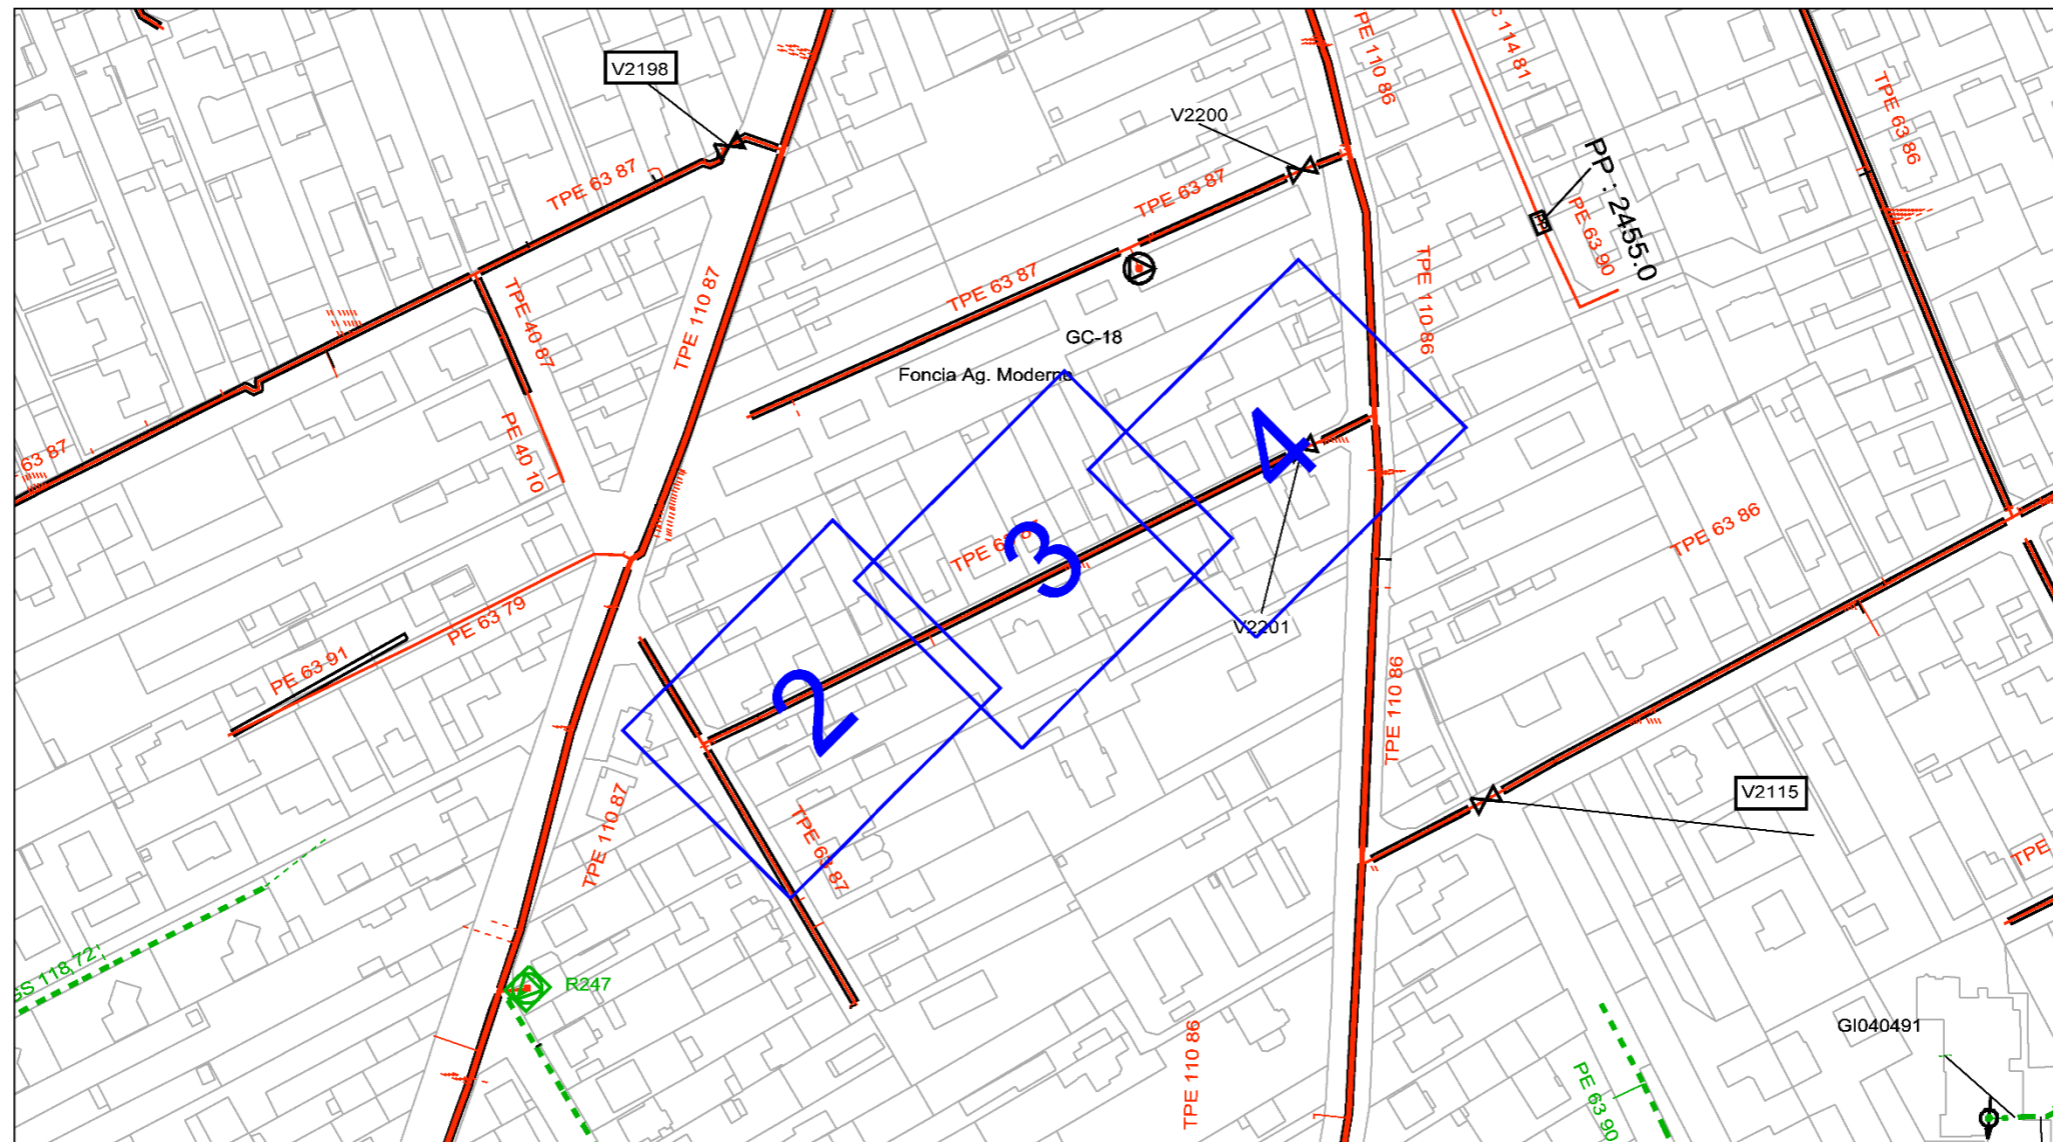 V2198
V2200
PE 110 86
C 114 81
TPE 63 86
TPE 63 87
TPE 63 87
PP : 2455.0
PE 63 90
TPE 63 87
TPE 40 87
TPE 110 87
TPE 110 86
GC-18
Foncia Ag. Moderne
63 87
PE 40 10
4
TPE 63 86
3
PE 63 79
PE 63 91
V2201
2
TPE 110 86
V2115
TPE 110 87
TPE 63 87
TPE
GS 118 72
R247
GI040491
TPE 110 86
PE 63 90